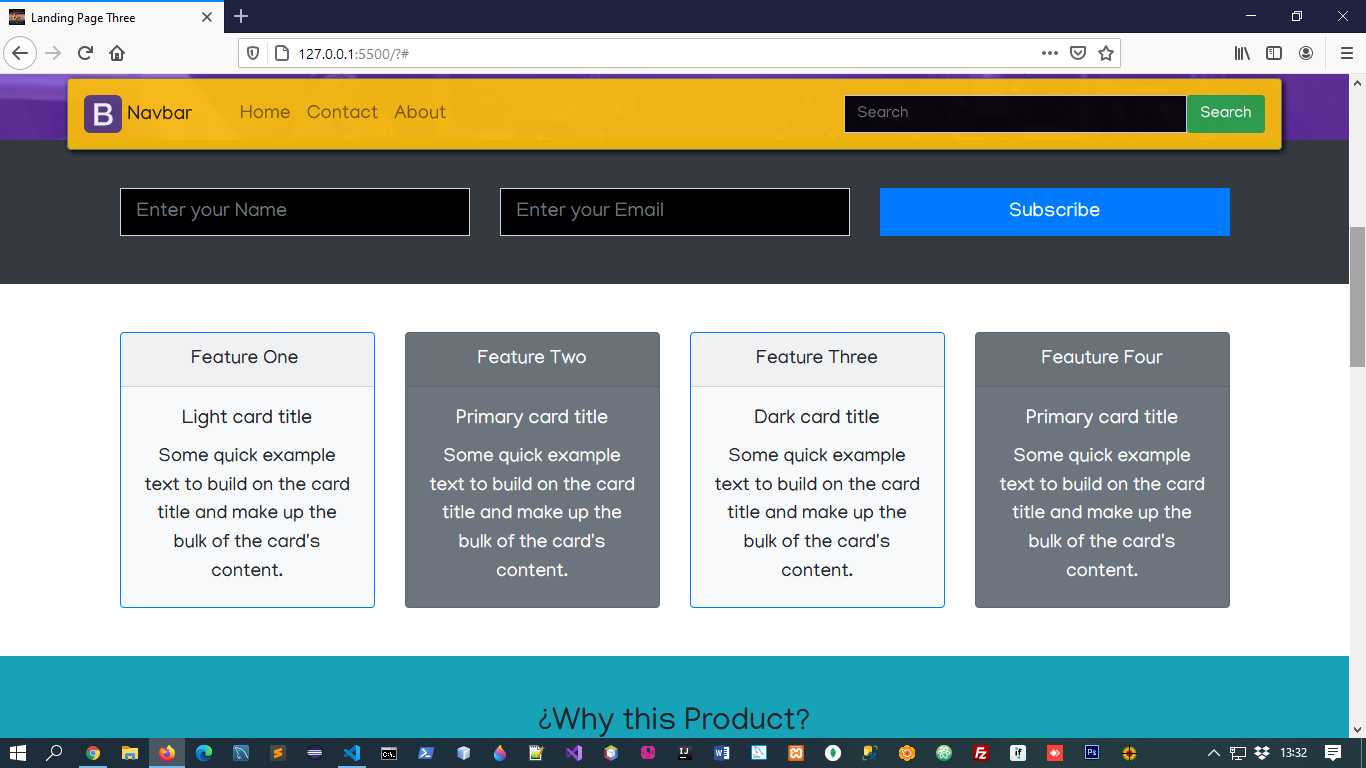 Landing Page Three
127.0.0.1:5500/?#
B Navbar Home Contact About Search Search
Enter your Name Enter your Email Subscribe
Feature One
Light card title
Some quick example
text to build on the card
title and make up the
bulk of the card's
content.
Feature Two
Primary card title
Some quick example
text to build on the card
title and make up the
bulk of the card's
content.
Feature Three
Dark card title
Some quick example
text to build on the card
title and make up the
bulk of the card's
content.
Feauture Four
Primary card title
Some quick example
text to build on the card
title and make up the
bulk of the card's
content.
¿Why this Product?
13:32